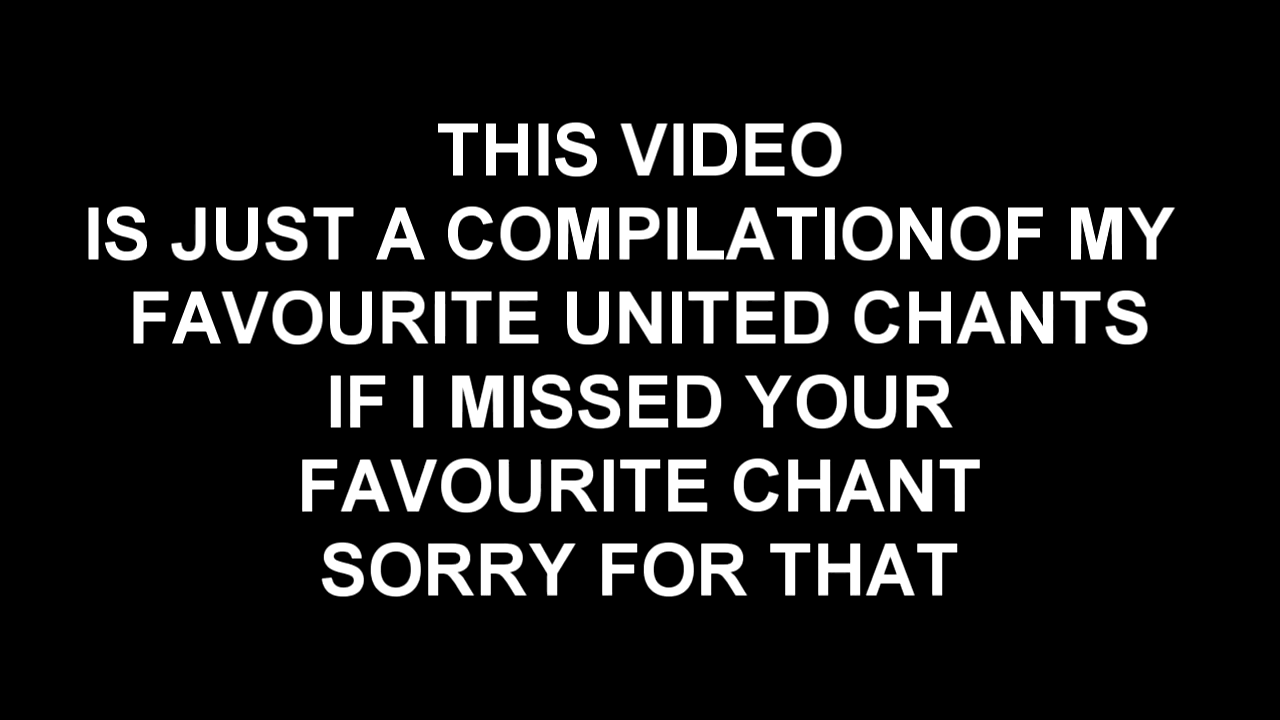 THIS VIDEO
IS JUST A COMPILATIONOF MY
FAVOURITE UNITED CHANTS
IF I MISSED YOUR
FAVOURITE CHANT
SORRY FOR THAT